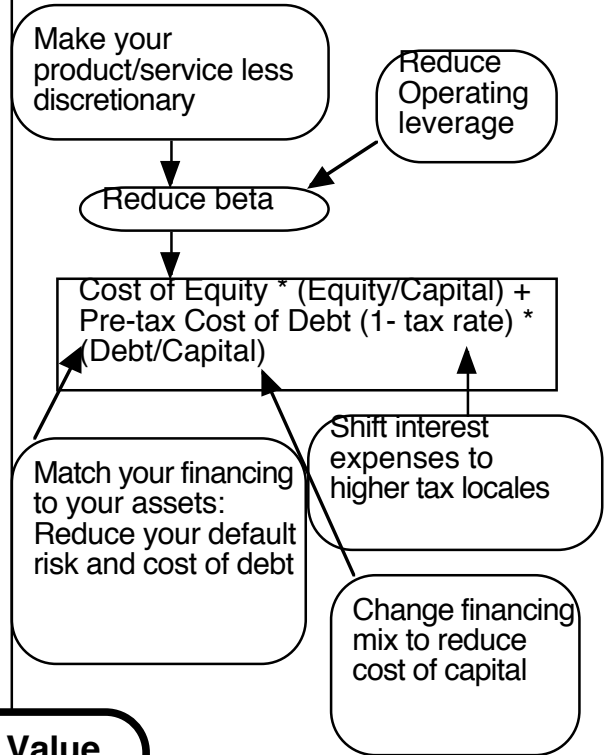 Make your
product/service less
discretionary
Reduce
Operating
leverage
Reduce beta
Cost of Equity * (Equity/Capital) +
Pre-tax Cost of Debt (1- tax rate) *
(Debt/Capital)
Shift interest
expenses to
higher tax locales
Match your financing
to your assets:
Reduce your default
risk and cost of debt
Change financing
mix to reduce
cost of capital
Value